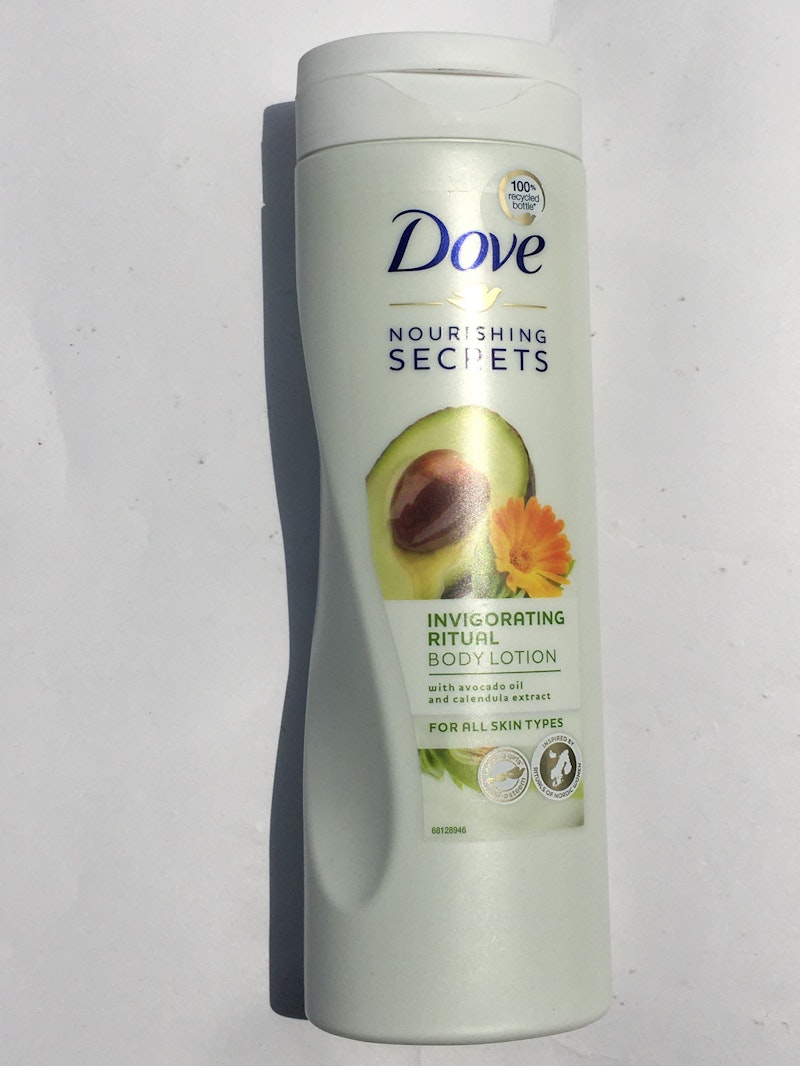 100%
recycled
bottle*
Dove
NOURISHING
SECRETS
INVIGORATING
RITUAL
BODY LOTION
with avocado oil
and calendula extract
FOR ALL SKIN TYPES
INSPIRED BY
RITUALS OF NORDIC WOMEN
68128946